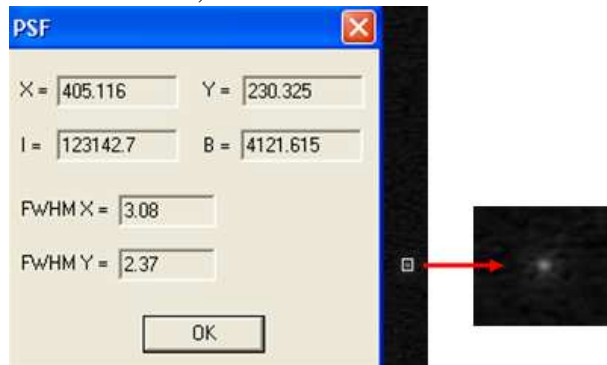 PSF
X = 405.116 Y = 230.325
I = 123142.7 B = 4121.615
FWHM X = 3.08
FWHM Y = 2.37
OK